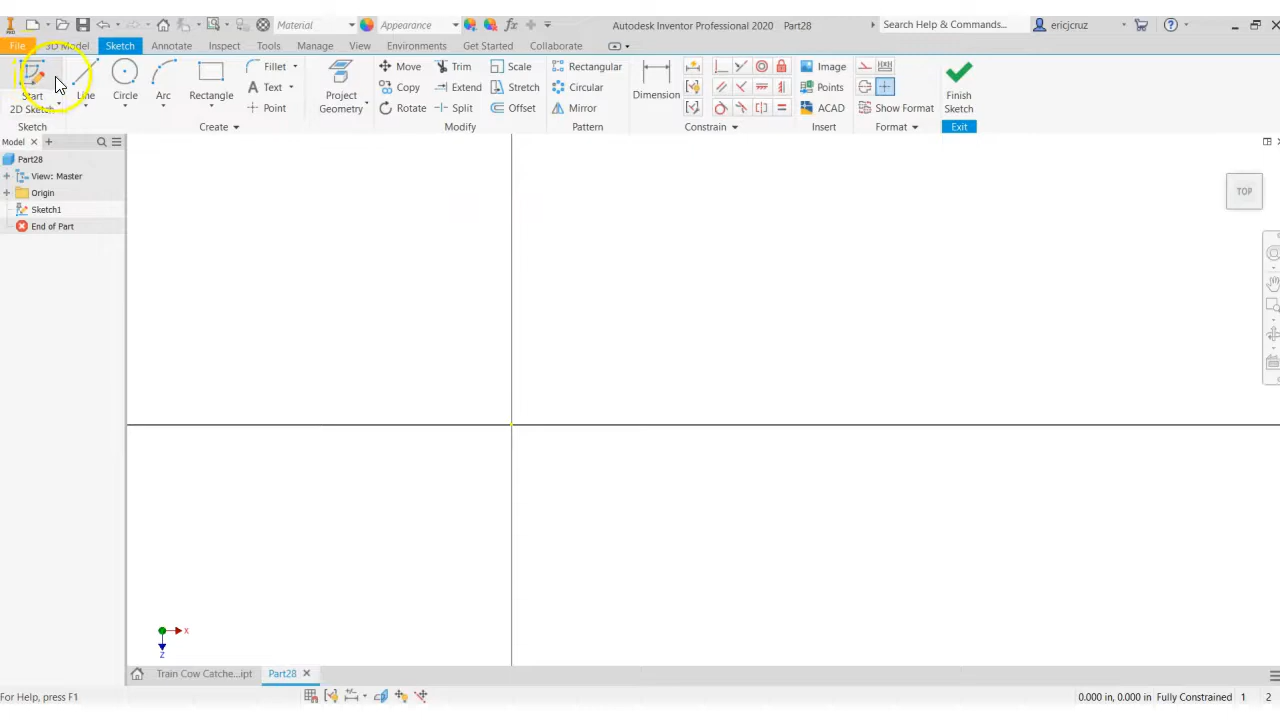 Material Appearance Autodesk Inventor Professional 2020 Part28 Search Help & Commands... ericjcruz
File 3D Model Sketch Annotate Inspect Tools Manage View Environments Get Started Collaborate
Start 2D Sketch
Line
Circle
Arc
Rectangle
Fillet
Text
Point
Project Geometry
Move Trim Scale
Copy Extend Stretch
Rotate Split Offset
Rectangular
Circular
Mirror
Dimension
Image
Points
ACAD
Show Format
Finish Sketch
Sketch Create Modify Pattern Constrain Insert Format Exit
Model
Part28
View: Master
Origin
Sketch1
End of Part
TOP
X
Z
Train Cow Catche...ipt Part28
For Help, press F1 0.000 in, 0.000 in Fully Constrained 1 2